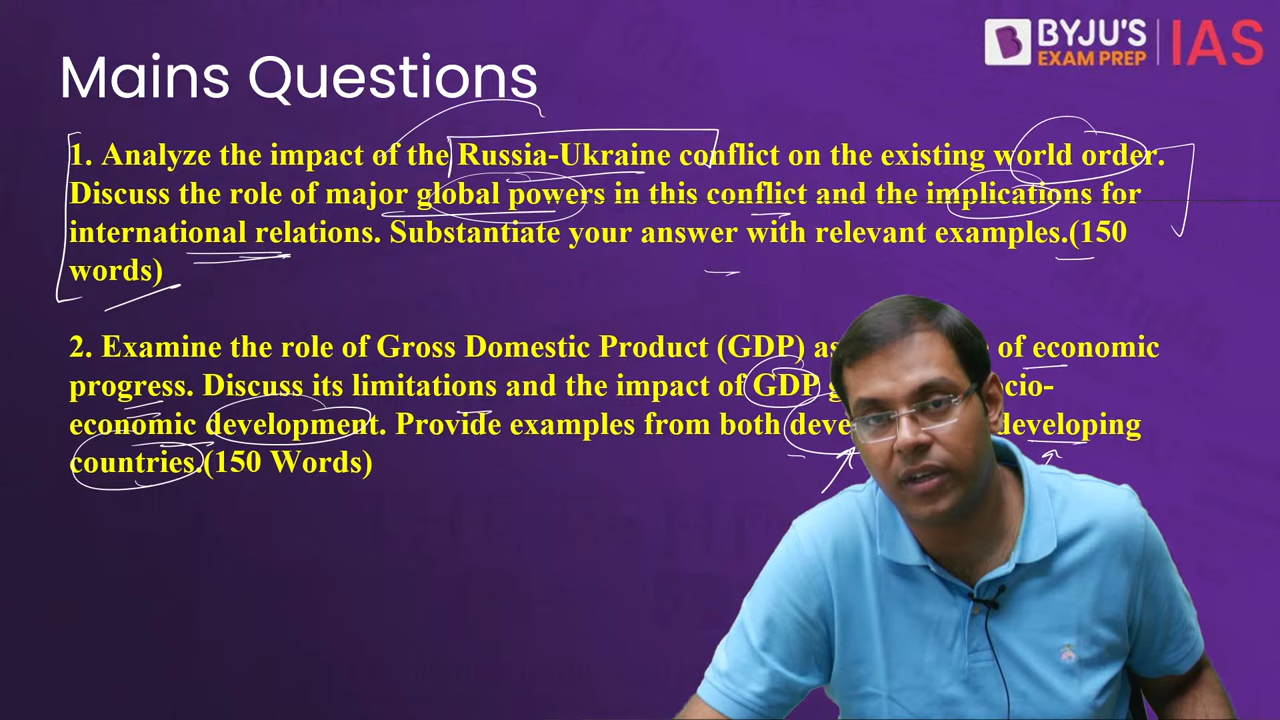 BYJU'S
EXAM PREP
IAS
Mains Questions
1. Analyze the impact of the Russia-Ukraine conflict on the existing world order.
Discuss the role of major global powers in this conflict and the implications for
international relations. Substantiate your answer with relevant examples.(150
words)
2. Examine the role of Gross Domestic Product (GDP) as of economic
progress. Discuss its limitations and the impact of GDP
economic development. Provide examples from both developing
countries.(150 Words)